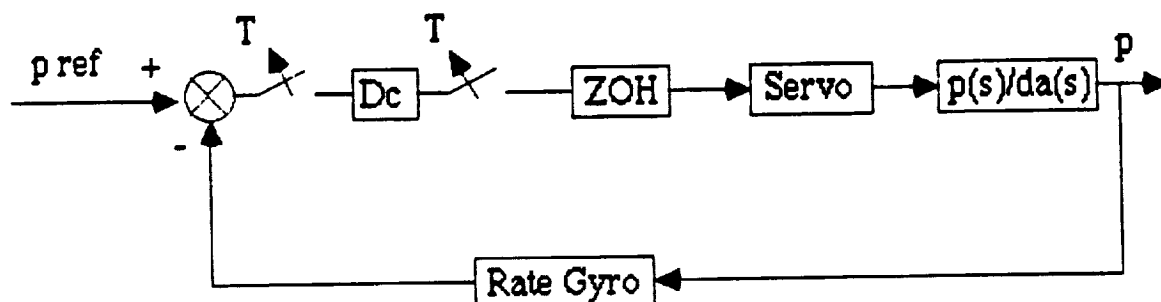 T
T
p
p ref
+
Dc
ZOH
Servo
p(s)/da(s)
-
Rate Gyro